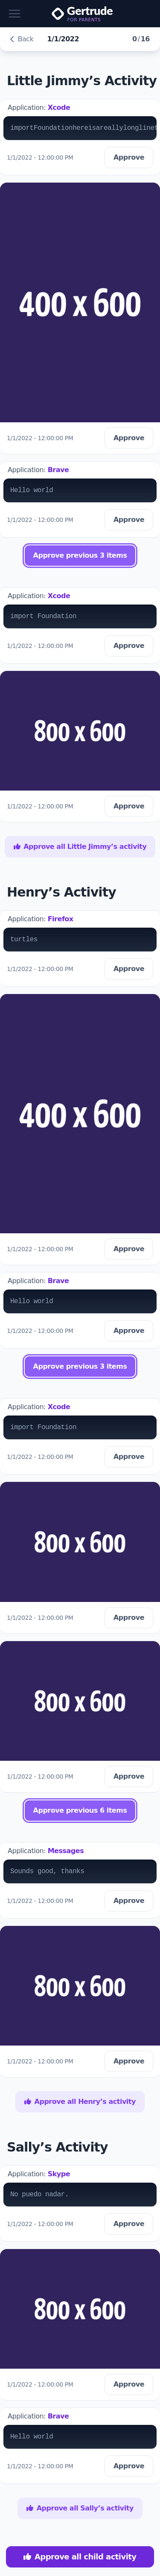 Gertrude
FOR PARENTS
Back
1/1/2022
0/16
Little Jimmy's Activity
Application: Xcode
importFoundationhereisareallylonglinet
1/1/2022 - 12:00:00 PM
Approve
400 x 600
1/1/2022 - 12:00:00 PM
Approve
Application: Brave
Hello world
1/1/2022 - 12:00:00 PM
Approve
Approve previous 3 items
Application: Xcode
import Foundation
1/1/2022 - 12:00:00 PM
Approve
800 x 600
1/1/2022 - 12:00:00 PM
Approve
Approve all Little Jimmy's activity
Henry's Activity
Application: Firefox
turtles
1/1/2022 - 12:00:00 PM
Approve
400 x 600
1/1/2022 - 12:00:00 PM
Approve
Application: Brave
Hello world
1/1/2022 - 12:00:00 PM
Approve
Approve previous 3 items
Application: Xcode
import Foundation
1/1/2022 - 12:00:00 PM
Approve
800 x 600
1/1/2022 - 12:00:00 PM
Approve
800 x 600
1/1/2022 - 12:00:00 PM
Approve
Approve previous 6 items
Application: Messages
Sounds good, thanks
1/1/2022 - 12:00:00 PM
Approve
800 x 600
1/1/2022 - 12:00:00 PM
Approve
Approve all Henry's activity
Sally's Activity
Application: Skype
No puedo nadar.
1/1/2022 - 12:00:00 PM
Approve
800 x 600
1/1/2022 - 12:00:00 PM
Approve
Application: Brave
Hello world
1/1/2022 - 12:00:00 PM
Approve
Approve all Sally's activity
Approve all child activity